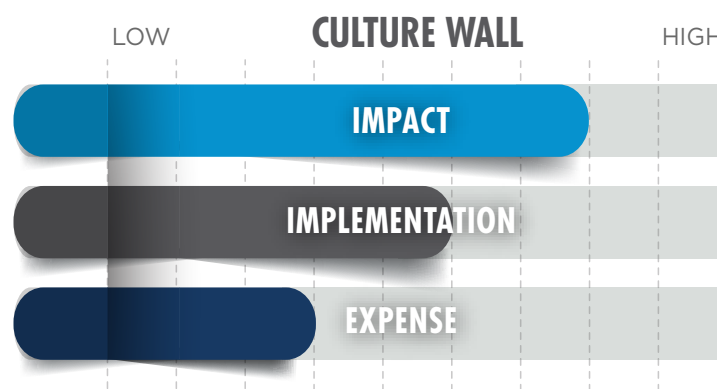 LOW CULTURE WALL HIGH
IMPACT
IMPLEMENTATION
EXPENSE